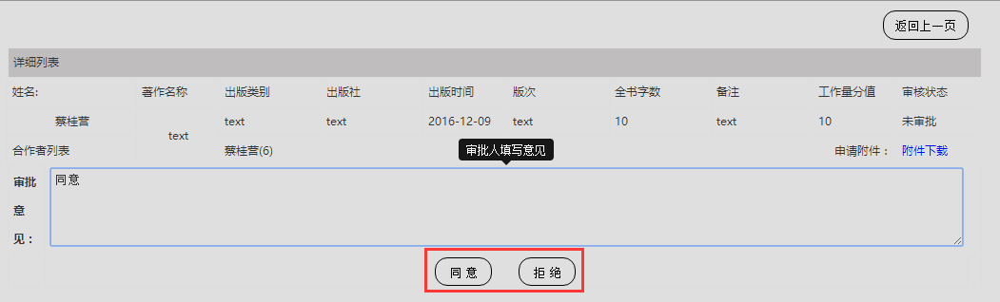 返回上一页
详细列表
姓名: 著作名称 出版类别 出版社 出版时间 版次 全书字数 备注 工作量分值 审核状态
蔡桂营 text text text 2016-12-09 text 10 text 10 未审批
合作者列表 蔡桂营(6) 申请附件： 附件下载
审批人填写意见
审批
意
见：
同意
同 意 拒 绝